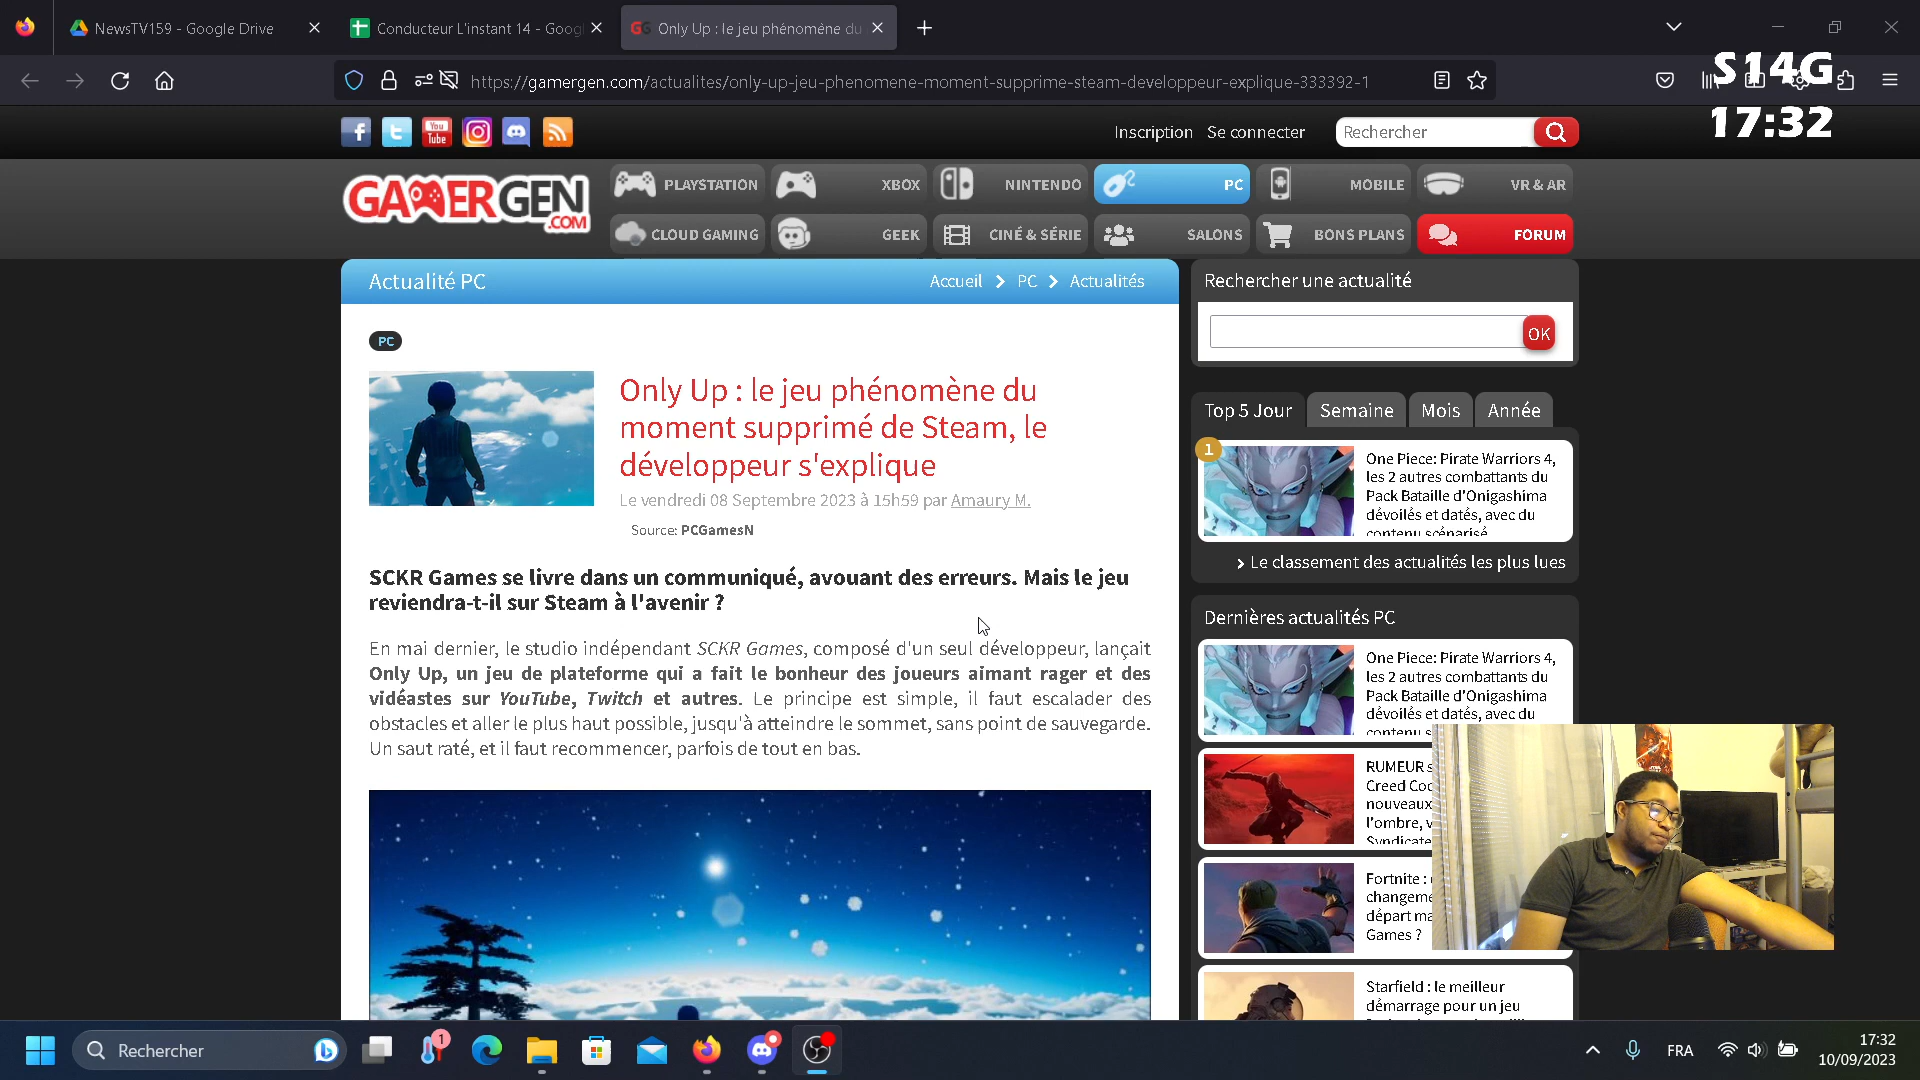 NewsTV159 - Google Drive
Conducteur L'instant 14 - Goog
Only Up : le jeu phénomène du
https://gamergen.com/actualites/only-up-jeu-phenomene-moment-supprime-steam-developpeur-explique-333392-1
S14G
17:32
You Tube
Inscription Se connecter
Rechercher
GAMERGEN
.COM
PLAYSTATION
XBOX
NINTENDO
PC
MOBILE
VR & AR
CLOUD GAMING
GEEK
CINÉ & SÉRIE
SALONS
BONS PLANS
FORUM
Actualité PC
Accueil PC Actualités
PC
Only Up : le jeu phénomène du
moment supprimé de Steam, le
développeur s'explique
Le vendredi 08 Septembre 2023 à 15h59 par Amaury M.
Source: PCGamesN
SCKR Games se livre dans un communiqué, avouant des erreurs. Mais le jeu
reviendra-t-il sur Steam à l'avenir ?
En mai dernier, le studio indépendant SCKR Games, composé d'un seul développeur, lançait
Only Up, un jeu de plateforme qui a fait le bonheur des joueurs aimant rager et des
vidéastes sur YouTube, Twitch et autres. Le principe est simple, il faut escalader des
obstacles et aller le plus haut possible, jusqu'à atteindre le sommet, sans point de sauvegarde.
Un saut raté, et il faut recommencer, parfois de tout en bas.
Rechercher une actualité
OK
Top 5 Jour Semaine Mois Année
1
One Piece: Pirate Warriors 4,
les 2 autres combattants du
Pack Bataille d'Onigashima
dévoilés et datés, avec du
contenu scénarisé
Le classement des actualités les plus lues
Dernières actualités PC
One Piece: Pirate Warriors 4,
les 2 autres combattants du
Pack Bataille d'Onigashima
dévoilés et datés, avec du
RUMEUR s
Creed Co
nouveaux
l'ombre, v
Syndicate
Fortnite :
changeme
départ ma
Games ?
Starfield : le meilleur
démarrage pour un jeu
Rechercher
1
FRA
17:32
10/09/2023